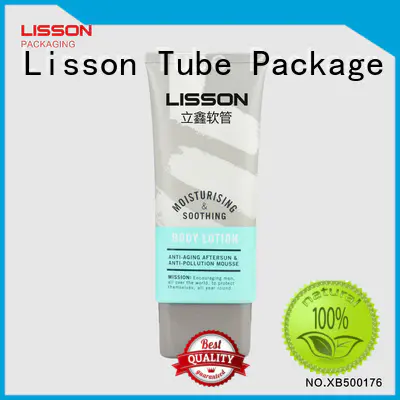 LISSON
PACKAGING
Lisson Tube Package
LISSON
立鑫软管
MOISTURISING
&
SOOTHING
BODY LOTION
ANTI-AGING AFTERSUN &
ANTI-POLLUTION MOUSSE
MISSION: Encouraging men,
all over the world, to protect
themselves, all year round
natural
100%
Best
QUALITY
guaranteed
NO.XB500176